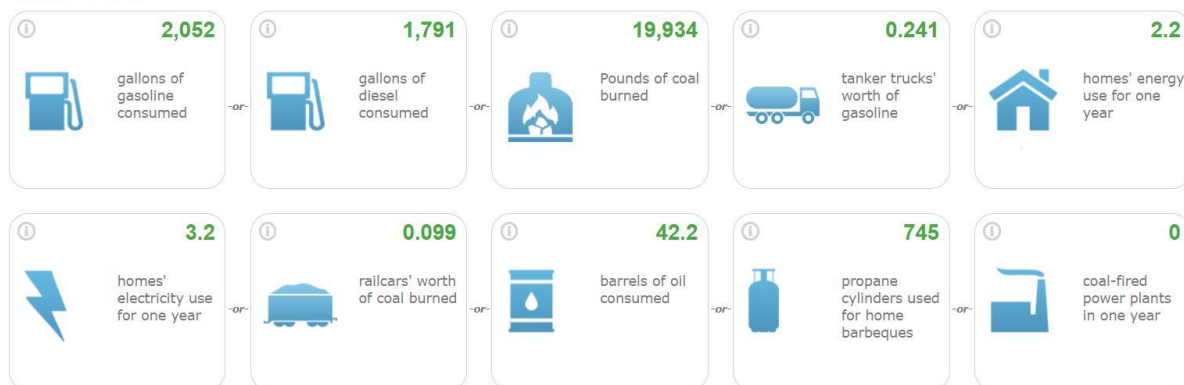 2,052
gallons of
gasoline
consumed
-or-
1,791
gallons of
diesel
consumed
-or-
19,934
Pounds of coal
burned
-or-
0.241
tanker trucks'
worth of
gasoline
-or-
2.2
homes' energy
use for one
year
3.2
homes'
electricity use
for one year
-or-
0.099
railcars' worth
of coal burned
-or-
42.2
barrels of oil
consumed
-or-
745
propane
cylinders used
for home
barbeques
-or-
0
coal-fired
power plants
in one year